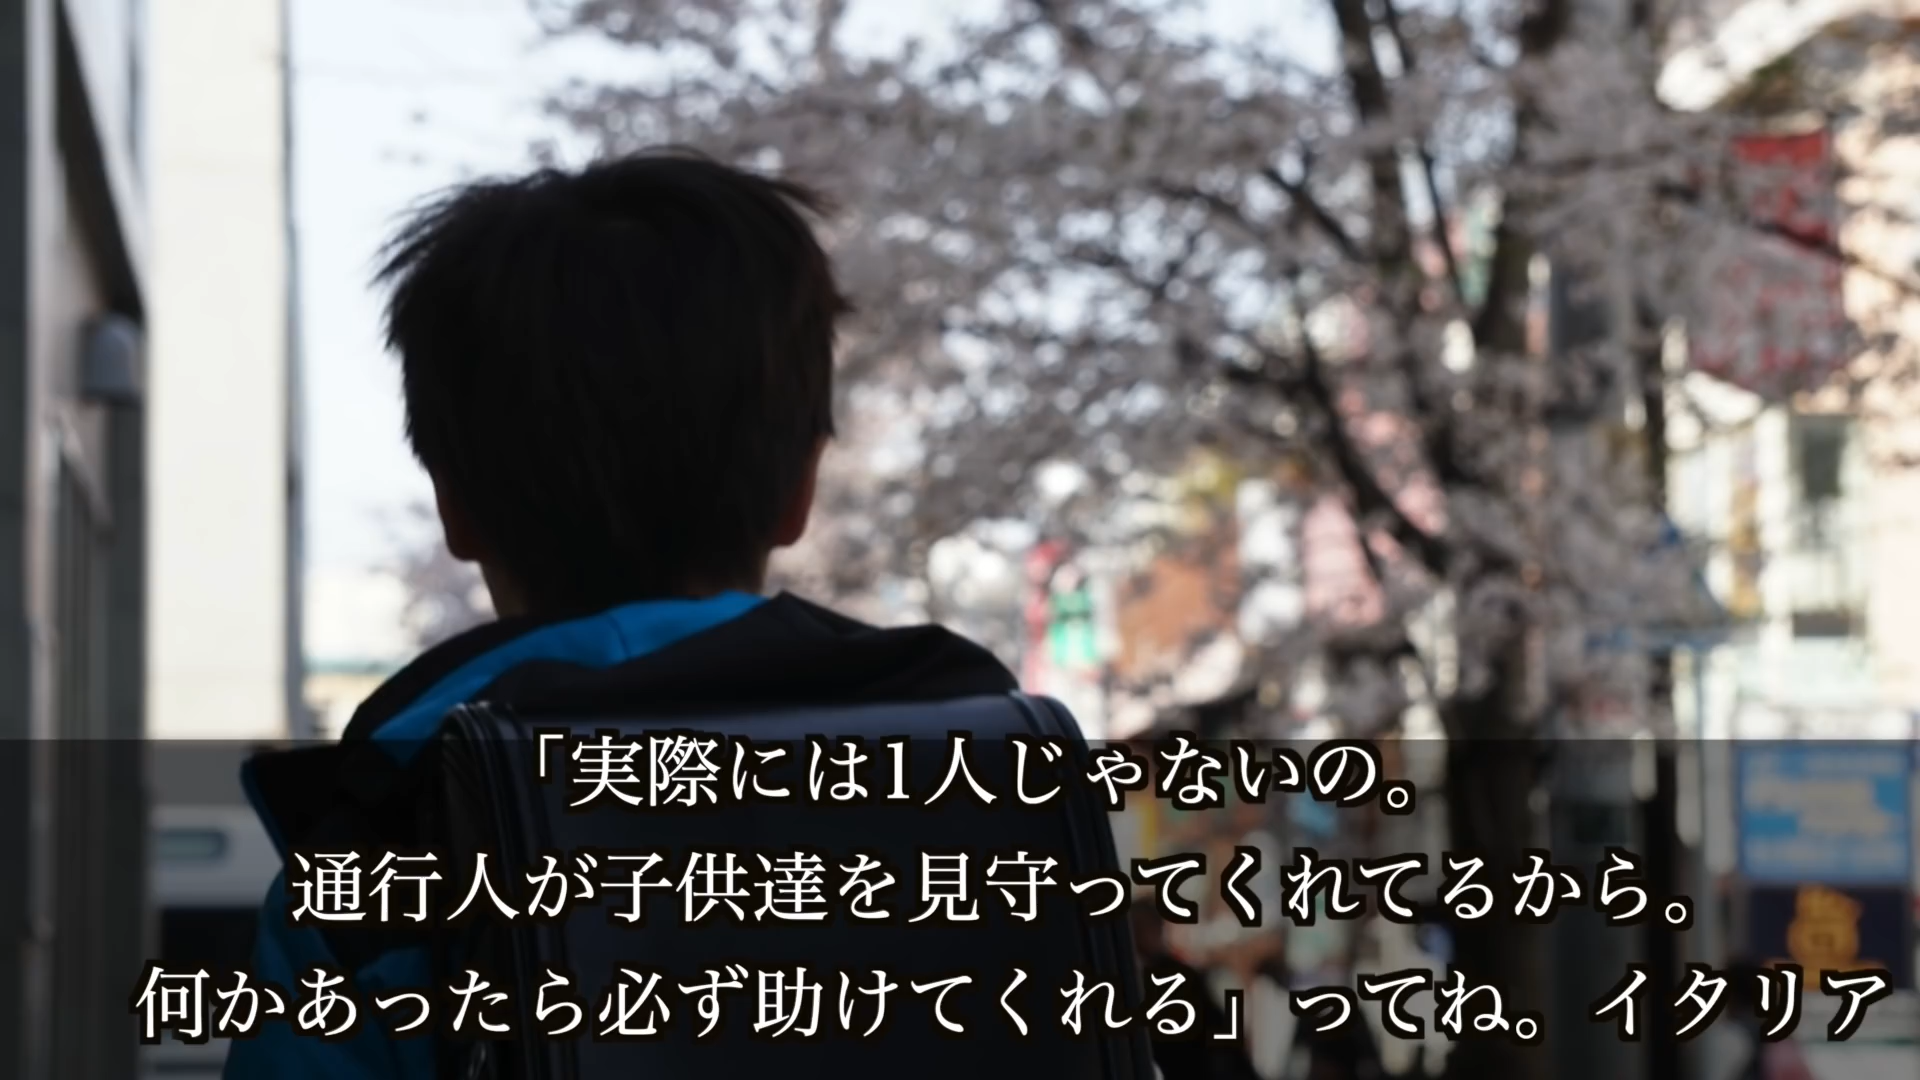 「実際には1人じゃないの。
通行人が子供達を見守ってくれてるから。
何かあったら必ず助けてくれる」ってね。イタリア